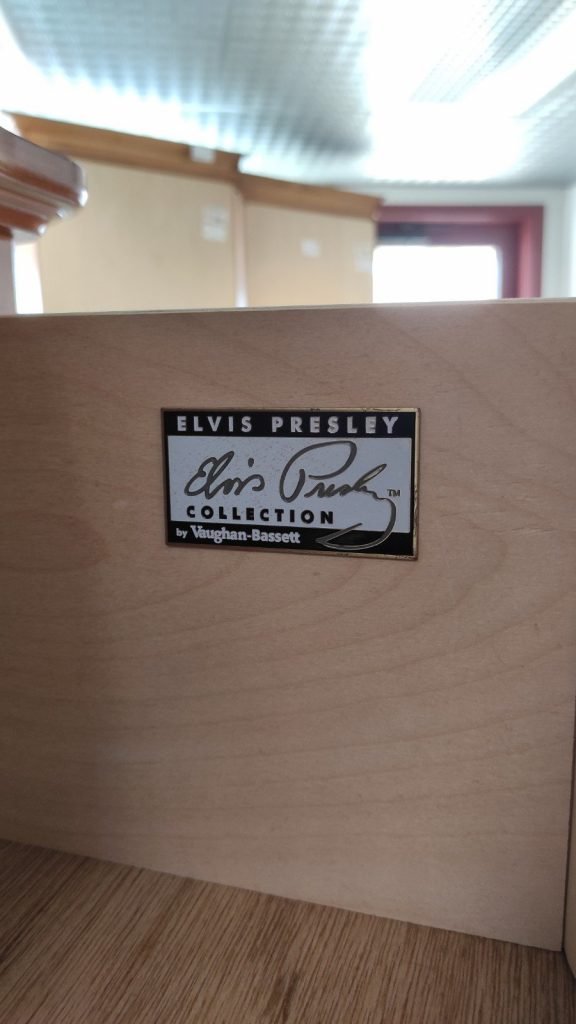 ELVIS PRESLEY
Elvis Presley™
COLLECTION
by Vaughan-Bassett